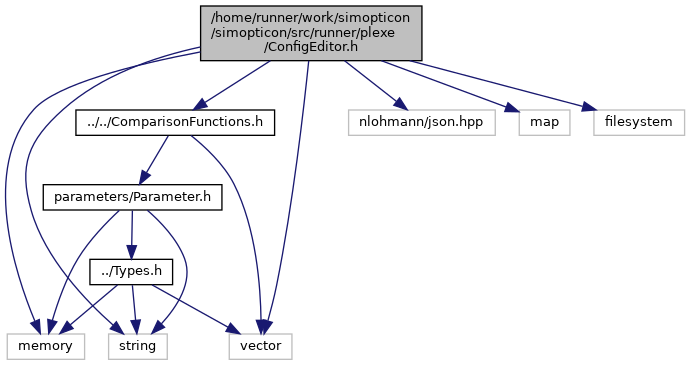 /home/runner/work/simopticon
/simopticon/src/runner/plexe
/ConfigEditor.h
../../ComparisonFunctions.h
nlohmann/json.hpp
map
filesystem
parameters/Parameter.h
../Types.h
memory
string
vector